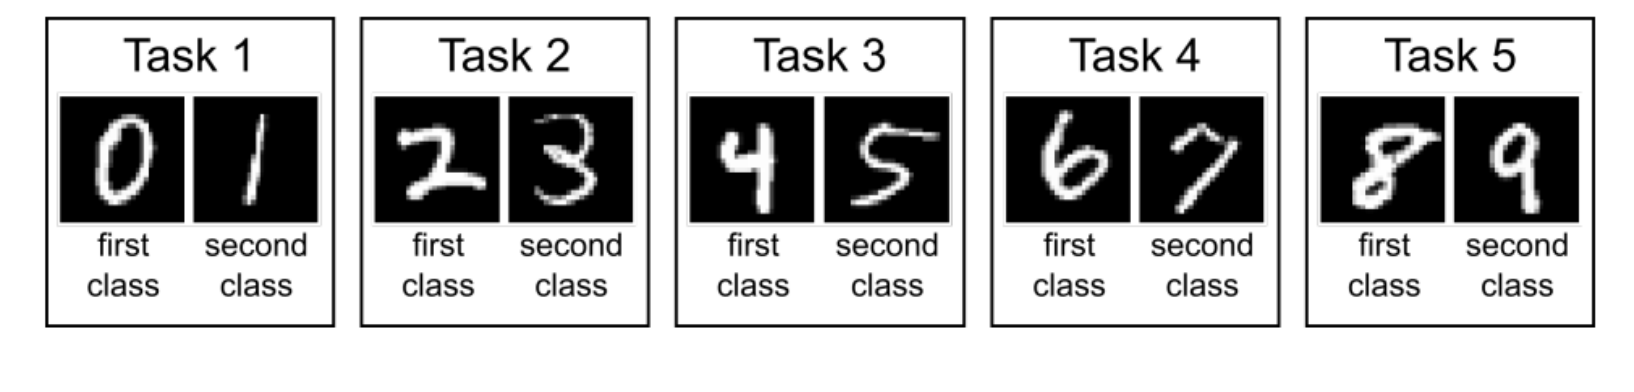 Task 1
0 1
first second
class class
Task 2
2 3
first second
class class
Task 3
4 5
first second
class class
Task 4
6 7
first second
class class
Task 5
8 9
first second
class class